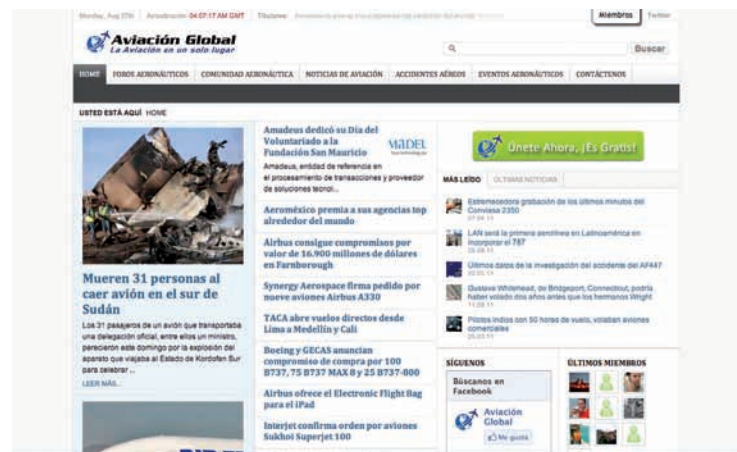 Monday, Aug 27th
Actualización 04:07:17 AM GMT
Titulares:
Miembros
Twitter
Aviación Global
La Aviación en un solo lugar
Buscar
HOME FOROS AERONÁUTICOS COMUNIDAD AERONÁUTICA NOTICIAS DE AVIACIÓN ACCIDENTES AÉREOS EVENTOS AERONÁUTICOS CONTÁCTENOS
USTED ESTÁ AQUÍ HOME
Mueren 31 personas al
caer avión en el sur de
Sudán
Los 31 pasajeros de un avión que transportaba
una delegación oficial, entre ellos un ministro,
perecieron este domingo por la explosión del
aparato que viajaba al Estado de Kordofen Sur
para celebrar ...
LEER MÁS...
Amadeus dedicó su Día del
Voluntariado a la
Fundación San Mauricio
Amadeus, entidad de referencia en
el procesamiento de transacciones y proveedor
de soluciones tecnol...
Aeroméxico premia a sus agencias top
alrededor del mundo
Airbus consigue compromisos por
valor de 16.900 millones de dólares
en Farnborough
Synergy Aerospace firma pedido por
nueve aviones Airbus A330
TACA abre vuelos directos desde
Lima a Medellín y Cali
Boeing y GECAS anuncian
compromiso de compra por 100
B737, 75 B737 MAX 8 y 25 B737-800
Airbus ofrece el Electronic Flight Bag
para el iPad
Interjet confirma orden por aviones
Sukhoi Superjet 100
Únete Ahora, ¡Es Gratis!
MÁS LEÍDO ÚLTIMAS NOTICIAS
Estremecedora grabación de los últimos minutos del
Conviasa 2350
LAN será la primera aerolínea en Latinoamérica en
incorporar el 787
Últimos datos de la investigación del accidente del AF447
Gustave Whitehead, de Bridgeport, Connecticut, podría
haber volado dos años antes que los hermanos Wright
Pilotos indios con 50 horas de vuelo, volaban aviones
comerciales
SÍGUENOS
Búscanos en
Facebook
Aviación
Global
Me gusta
ÚLTIMOS MIEMBROS